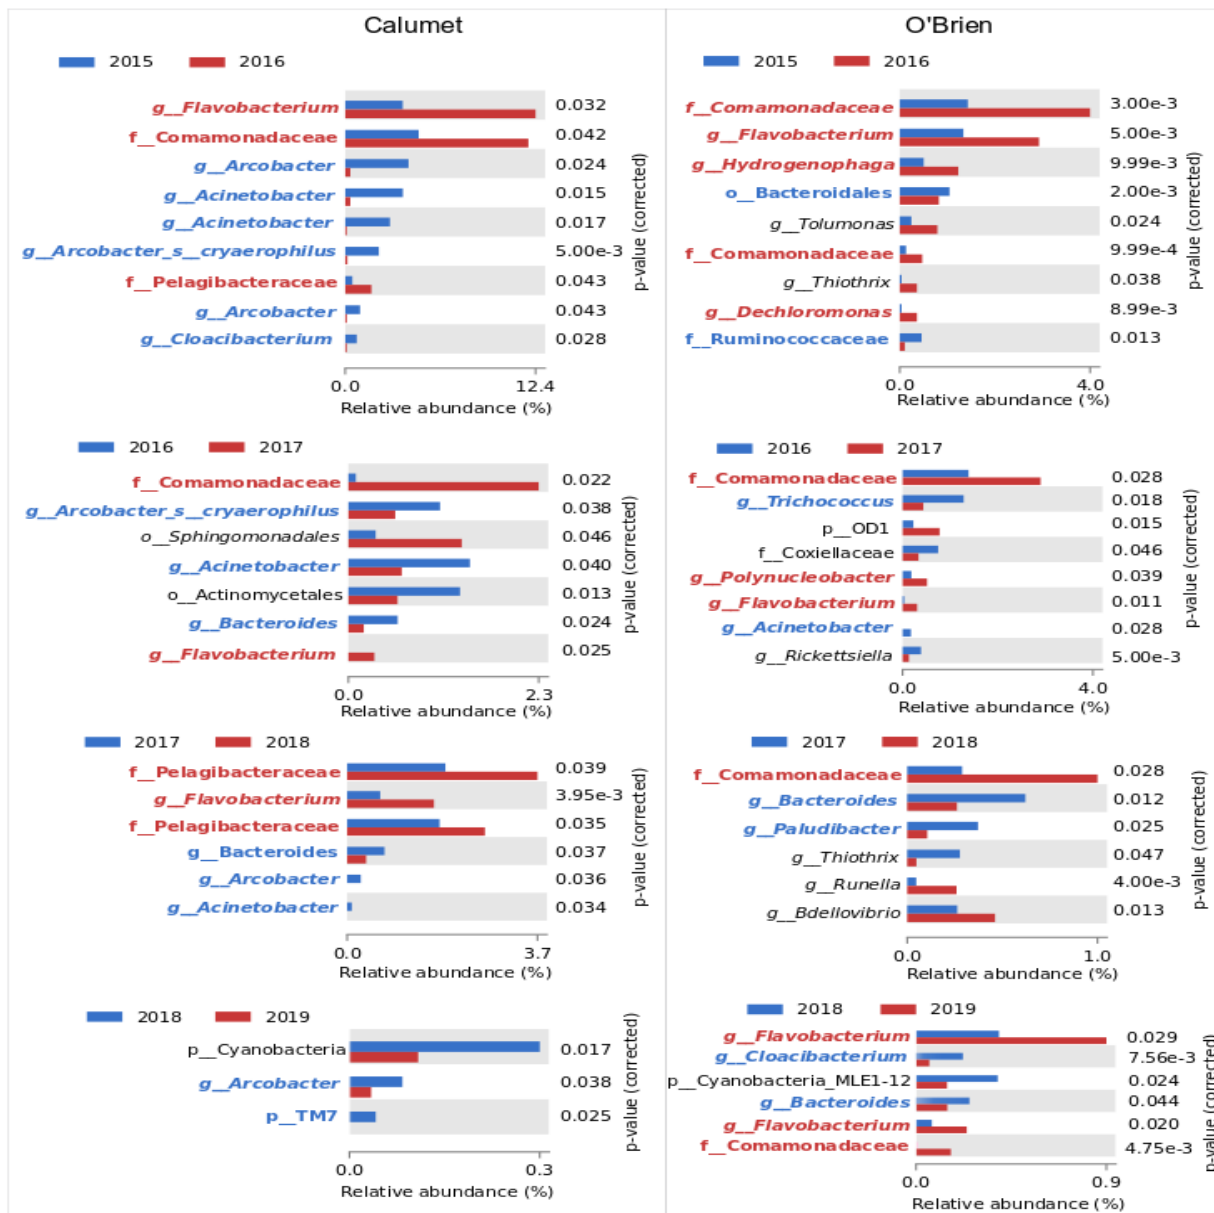 Calumet
2015 2016
g__Flavobacterium 0.032
f__Comamonadaceae 0.042
g__Arcobacter 0.024
g__Acinetobacter 0.015
g__Acinetobacter 0.017
g__Arcobacter_s__cryaerophilus 5.00e-3
f__Pelagibacteraceae 0.043
g__Arcobacter 0.043
g__Cloacibacterium 0.028
p-value (corrected)
0.0 12.4
Relative abundance (%)
2016 2017
f__Comamonadaceae 0.022
g__Arcobacter_s__cryaerophilus 0.038
o__Sphingomonadales 0.046
g__Acinetobacter 0.040
o__Actinomycetales 0.013
g__Bacteroides 0.024
g__Flavobacterium 0.025
p-value (corrected)
0.0 2.3
Relative abundance (%)
2017 2018
f__Pelagibacteraceae 0.039
g__Flavobacterium 3.95e-3
f__Pelagibacteraceae 0.035
g__Bacteroides 0.037
g__Arcobacter 0.036
g__Acinetobacter 0.034
p-value (corrected)
0.0 3.7
Relative abundance (%)
2018 2019
p__Cyanobacteria 0.017
g__Arcobacter 0.038
p__TM7 0.025
p-value (corrected)
0.0 0.3
Relative abundance (%)
O'Brien
2015 2016
f__Comamonadaceae 3.00e-3
g__Flavobacterium 5.00e-3
g__Hydrogenophaga 9.99e-3
o__Bacteroidales 2.00e-3
g__Tolumonas 0.024
f__Comamonadaceae 9.99e-4
g__Thiothrix 0.038
g__Dechloromonas 8.99e-3
f__Ruminococcaceae 0.013
p-value (corrected)
0.0 4.0
Relative abundance (%)
2016 2017
f__Comamonadaceae 0.028
g__Trichococcus 0.018
p__OD1 0.015
f__Coxiellaceae 0.046
g__Polynucleobacter 0.039
g__Flavobacterium 0.011
g__Acinetobacter 0.028
g__Rickettsiella 5.00e-3
p-value (corrected)
0.0 4.0
Relative abundance (%)
2017 2018
f__Comamonadaceae 0.028
g__Bacteroides 0.012
g__Paludibacter 0.025
g__Thiothrix 0.047
g__Runella 4.00e-3
g__Bdellovibrio 0.013
p-value (corrected)
0.0 1.0
Relative abundance (%)
2018 2019
g__Flavobacterium 0.029
g__Cloacibacterium 7.56e-3
p__Cyanobacteria_MLE1-12 0.024
g__Bacteroides 0.044
g__Flavobacterium 0.020
f__Comamonadaceae 4.75e-3
p-value (corrected)
0.0 0.9
Relative abundance (%)